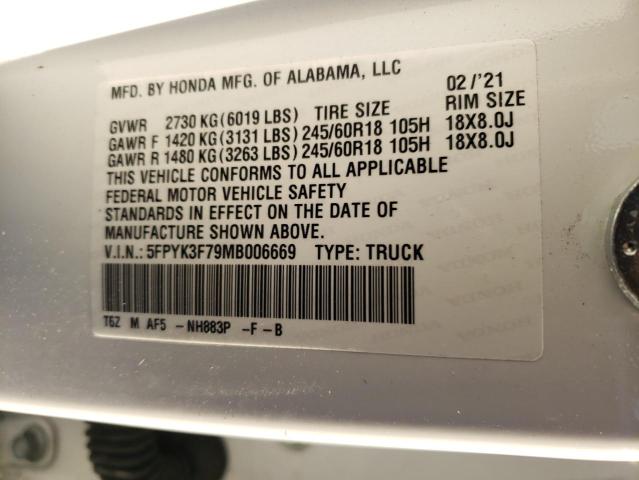 MFD. BY HONDA MFG. OF ALABAMA, LLC 02/'21
GVWR 2730 KG(6019 LBS) TIRE SIZE RIM SIZE
GAWR F 1420 KG(3131 LBS)245/60R18 105H 18X8.0J
GAWR R 1480 KG(3263 LBS)245/60R18 105H 18X8.0J
THIS VEHICLE CONFORMS TO ALL APPLICABLE
FEDERAL MOTOR VEHICLE SAFETY
STANDARDS IN EFFECT ON THE DATE OF
MANUFACTURE SHOWN ABOVE.
V.I.N.: 5FPYK3F79MB006669 TYPE: TRUCK
T6Z M AF5 -NH883P -F-B
HONDA